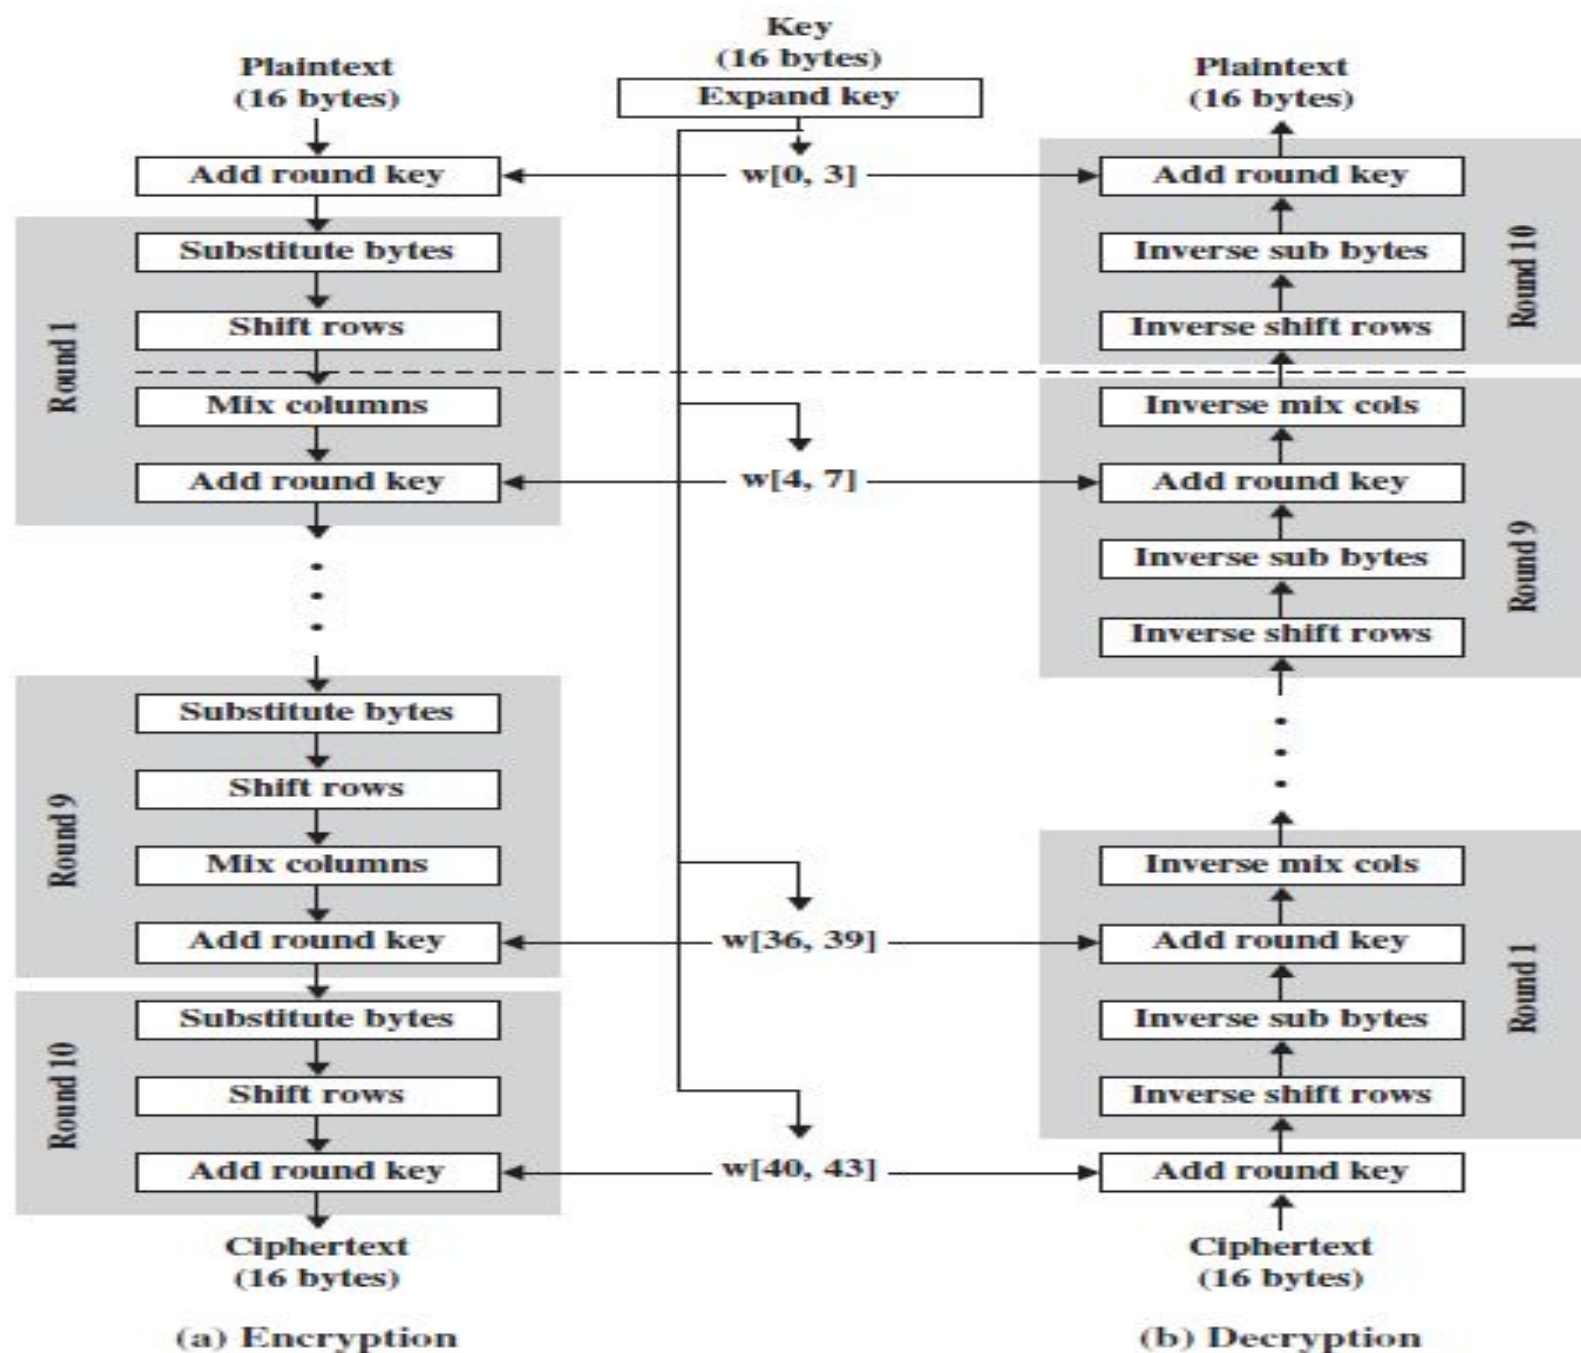 Key
(16 bytes)
Expand key
Plaintext
(16 bytes)
Add round key
Round 1
Substitute bytes
Shift rows
Mix columns
Add round key
Round 9
Substitute bytes
Shift rows
Mix columns
Add round key
Round 10
Substitute bytes
Shift rows
Add round key
Ciphertext
(16 bytes)
(a) Encryption
w[0, 3]
w[4, 7]
w[36, 39]
w[40, 43]
Plaintext
(16 bytes)
Add round key
Inverse sub bytes
Inverse shift rows
Round 10
Inverse mix cols
Add round key
Inverse sub bytes
Inverse shift rows
Round 9
Inverse mix cols
Add round key
Inverse sub bytes
Inverse shift rows
Round 1
Add round key
Ciphertext
(16 bytes)
(b) Decryption